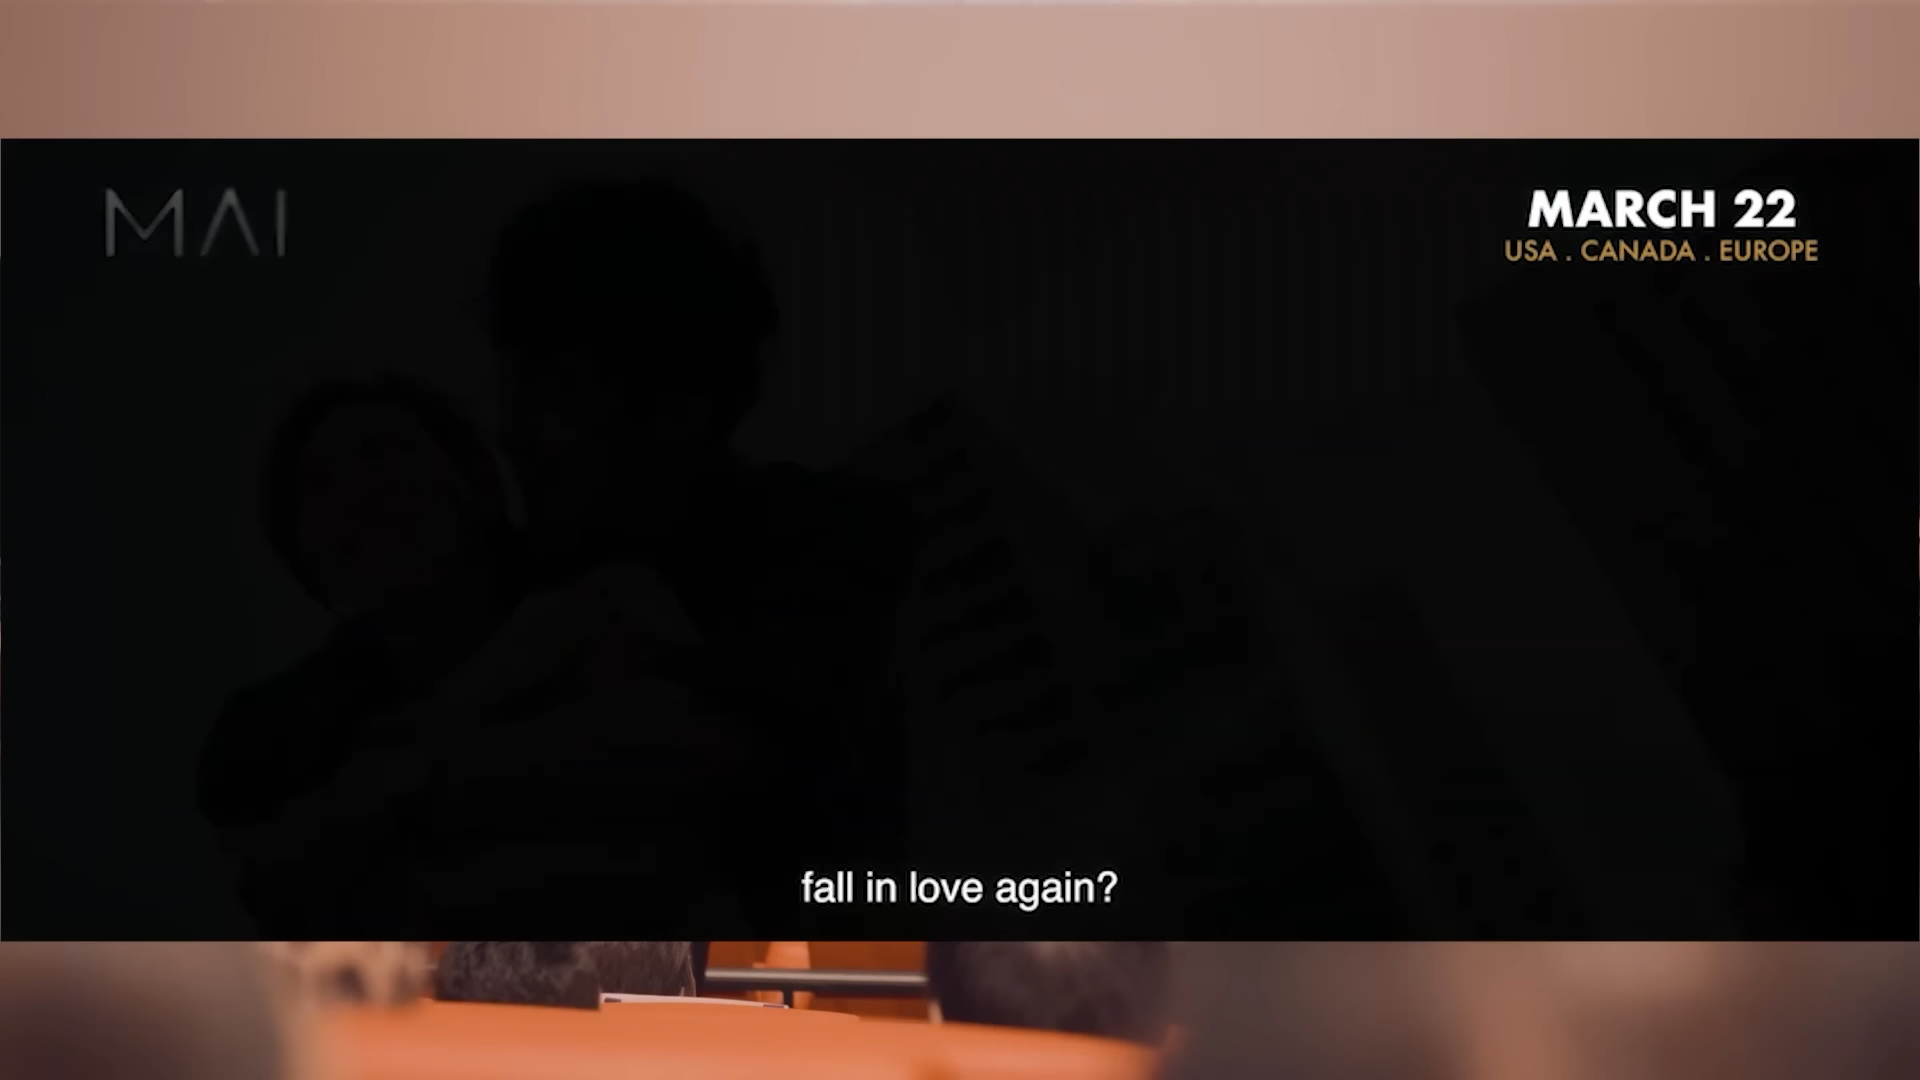 MAI
MARCH 22
USA . CANADA . EUROPE
fall in love again?